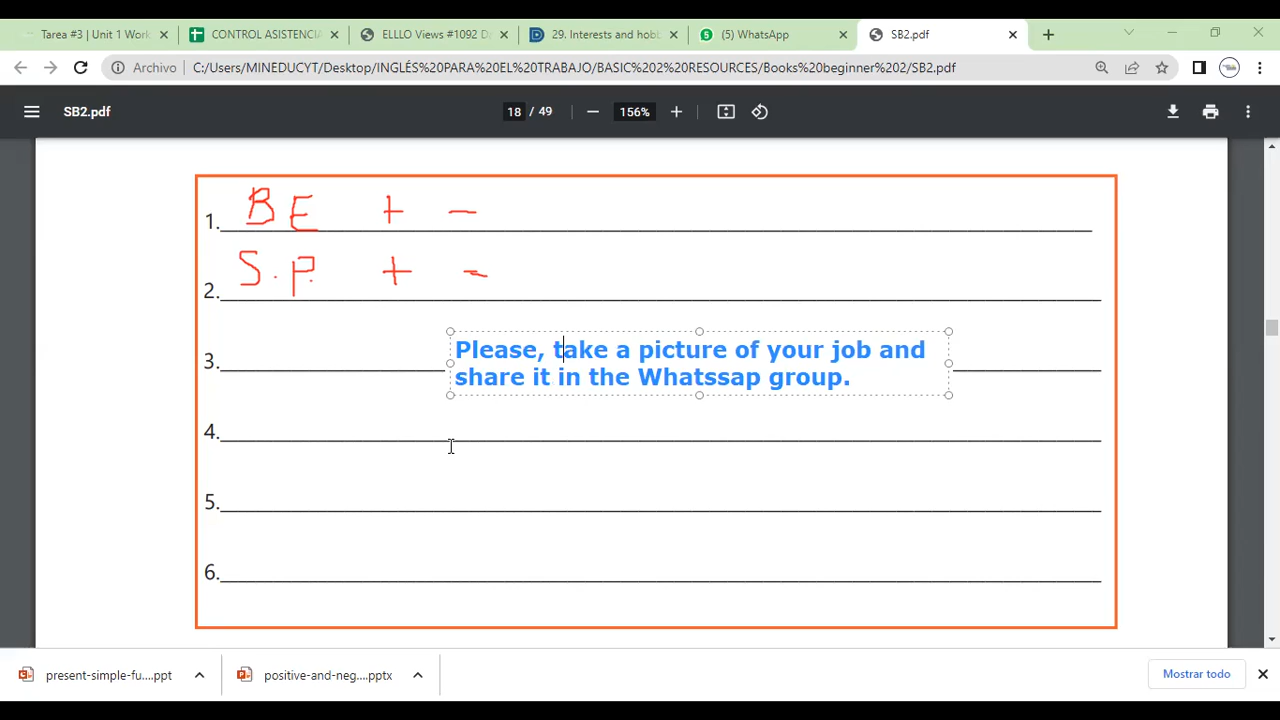 Tarea #3 | Unit 1 Work
CONTROL ASISTENCIA
ELLLO Views #1092 D
29. Interests and hobb
(5) WhatsApp
SB2.pdf
Archivo C:/Users/MINEDUCYT/Desktop/INGLÉS%20PARA%20EL%20TRABAJO/BASIC%202%20RESOURCES/Books%20beginner%202/SB2.pdf
SB2.pdf
18 / 49
156%
1. BE + -
2. S.P. + -
Please, take a picture of your job and
3.
share it in the Whatssap group.
4.
5.
6.
present-simple-fu....ppt
positive-and-neg....pptx
Mostrar todo